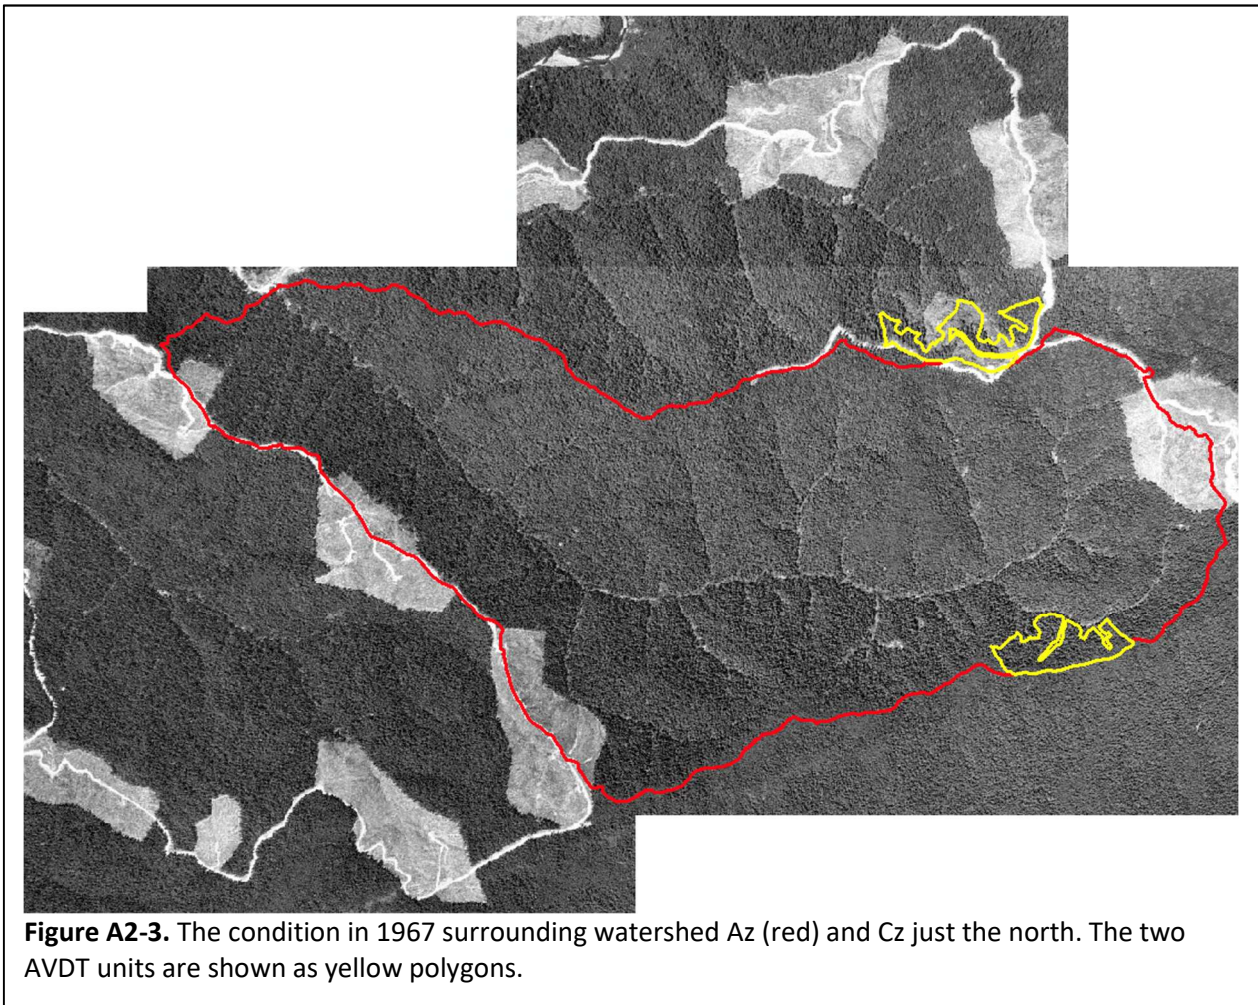 Figure A2-3. The condition in 1967 surrounding watershed Az (red) and Cz just the north. The two
AVDT units are shown as yellow polygons.